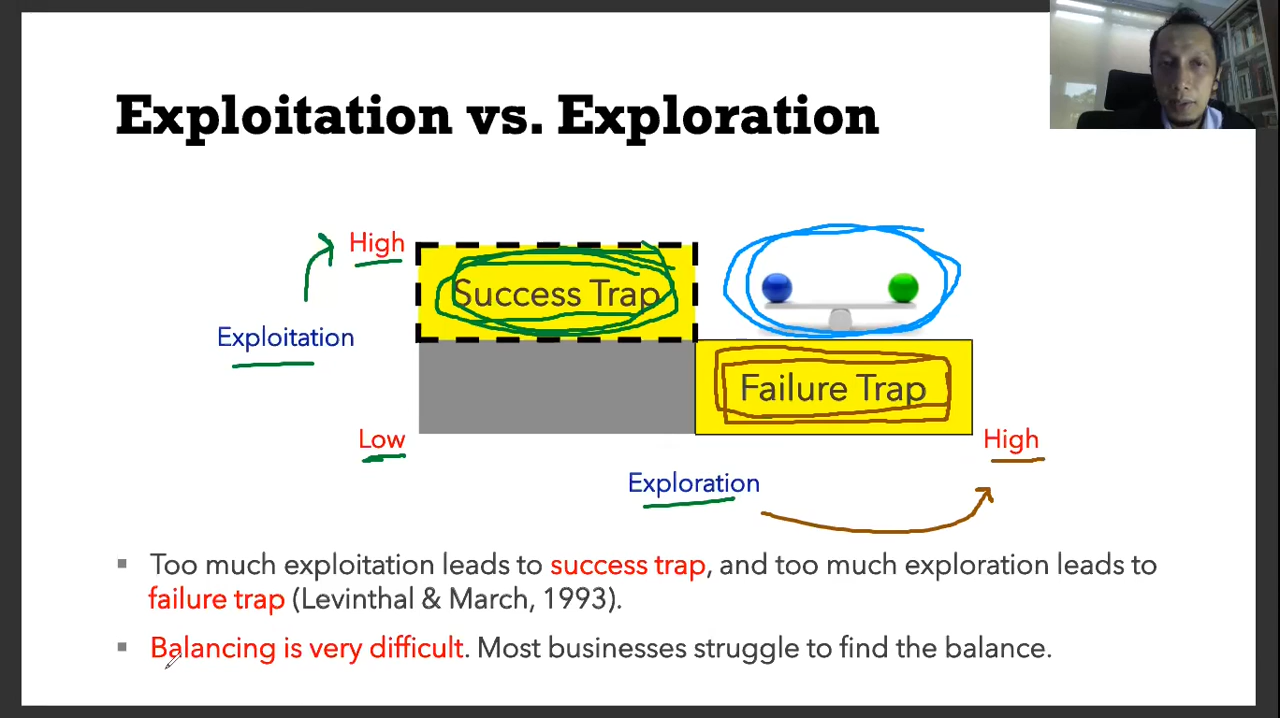 Exploitation vs. Exploration
High
Success Trap
Exploitation
Failure Trap
Low
High
Exploration
Too much exploitation leads to success trap, and too much exploration leads to
failure trap (Levinthal & March, 1993).
Balancing is very difficult. Most businesses struggle to find the balance.